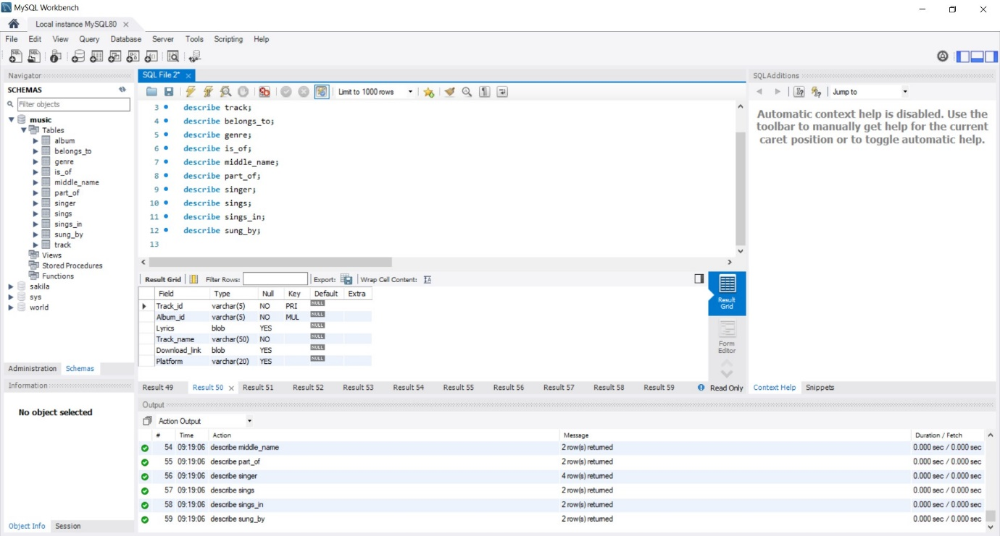 MySQL Workbench
Local instance MySQL80
File Edit View Query Database Server Tools Scripting Help
Navigator
SCHEMAS
Filter objects
music
Tables
album
belongs_to
genre
is_of
middle_name
part_of
singer
sings
sings_in
sung_by
track
Views
Stored Procedures
Functions
sakila
sys
world
Administration Schemas
Information
No object selected
Object Info Session
SQL File 2*
Limit to 1000 rows
3 describe track;
4 describe belongs_to;
5 describe genre;
6 describe is_of;
7 describe middle_name;
8 describe part_of;
9 describe singer;
10 describe sings;
11 describe sings_in;
12 describe sung_by;
13
Result Grid Filter Rows: Export: Wrap Cell Content:
Field Type Null Key Default Extra
Track_id varchar(5) NO PRI NULL
Album_id varchar(5) NO MUL NULL
Lyrics blob YES NULL
Track_name varchar(50) NO NULL
Download_link blob YES NULL
Platform varchar(20) YES NULL
Result
Grid
Form
Editor
Result 49 Result 50 Result 51 Result 52 Result 53 Result 54 Result 55 Result 56 Result 57 Result 58 Result 59 Read Only
Output
Action Output
# Time Action Message Duration / Fetch
54 09:19:06 describe middle_name 2 row(s) returned 0.000 sec / 0.000 sec
55 09:19:06 describe part_of 2 row(s) returned 0.000 sec / 0.000 sec
56 09:19:06 describe singer 4 row(s) returned 0.000 sec / 0.000 sec
57 09:19:06 describe sings 2 row(s) returned 0.000 sec / 0.000 sec
58 09:19:06 describe sings_in 2 row(s) returned 0.000 sec / 0.000 sec
59 09:19:06 describe sung_by 2 row(s) returned 0.000 sec / 0.000 sec
SQLAdditions
Jump to
Automatic context help is disabled. Use the
toolbar to manually get help for the current
caret position or to toggle automatic help.
Context Help Snippets